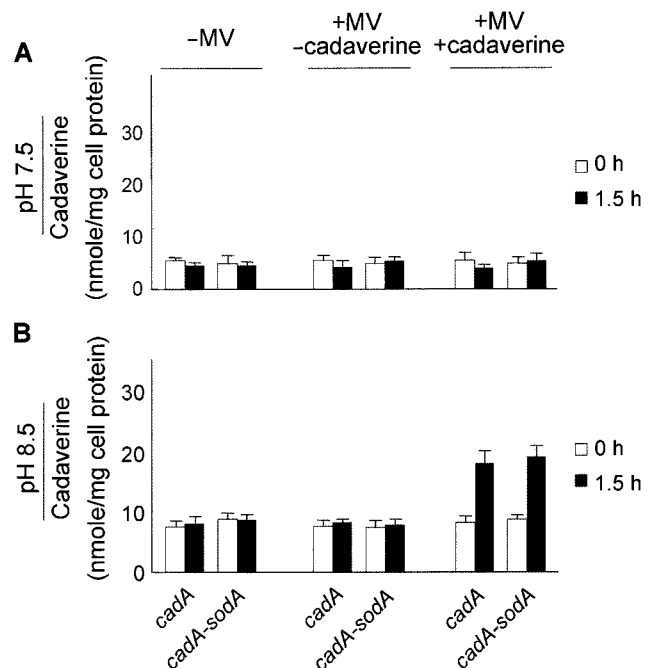 A
–MV
+MV
–cadaverine
+MV
+cadaverine
pH 7.5
Cadaverine
(nmole/mg cell protein)
30
20
10
0
0 h
1.5 h
B
pH 8.5
Cadaverine
(nmole/mg cell protein)
30
20
10
0
0 h
1.5 h
cadA
cadA-sodA
cadA
cadA-sodA
cadA
cadA-sodA